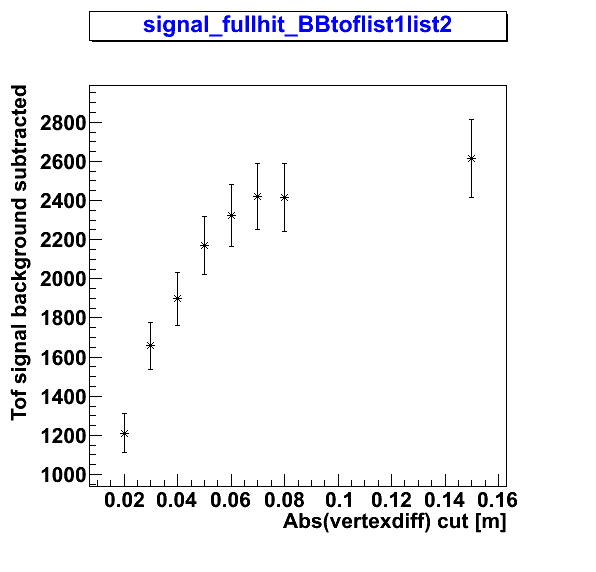 signal_fullhit_BBtoflist1list2
Tof signal background subtracted
2800
2600
2400
2200
2000
1800
1600
1400
1200
1000
0.02 0.04 0.06 0.08 0.1 0.12 0.14 0.16
Abs(vertexdiff) cut [m]